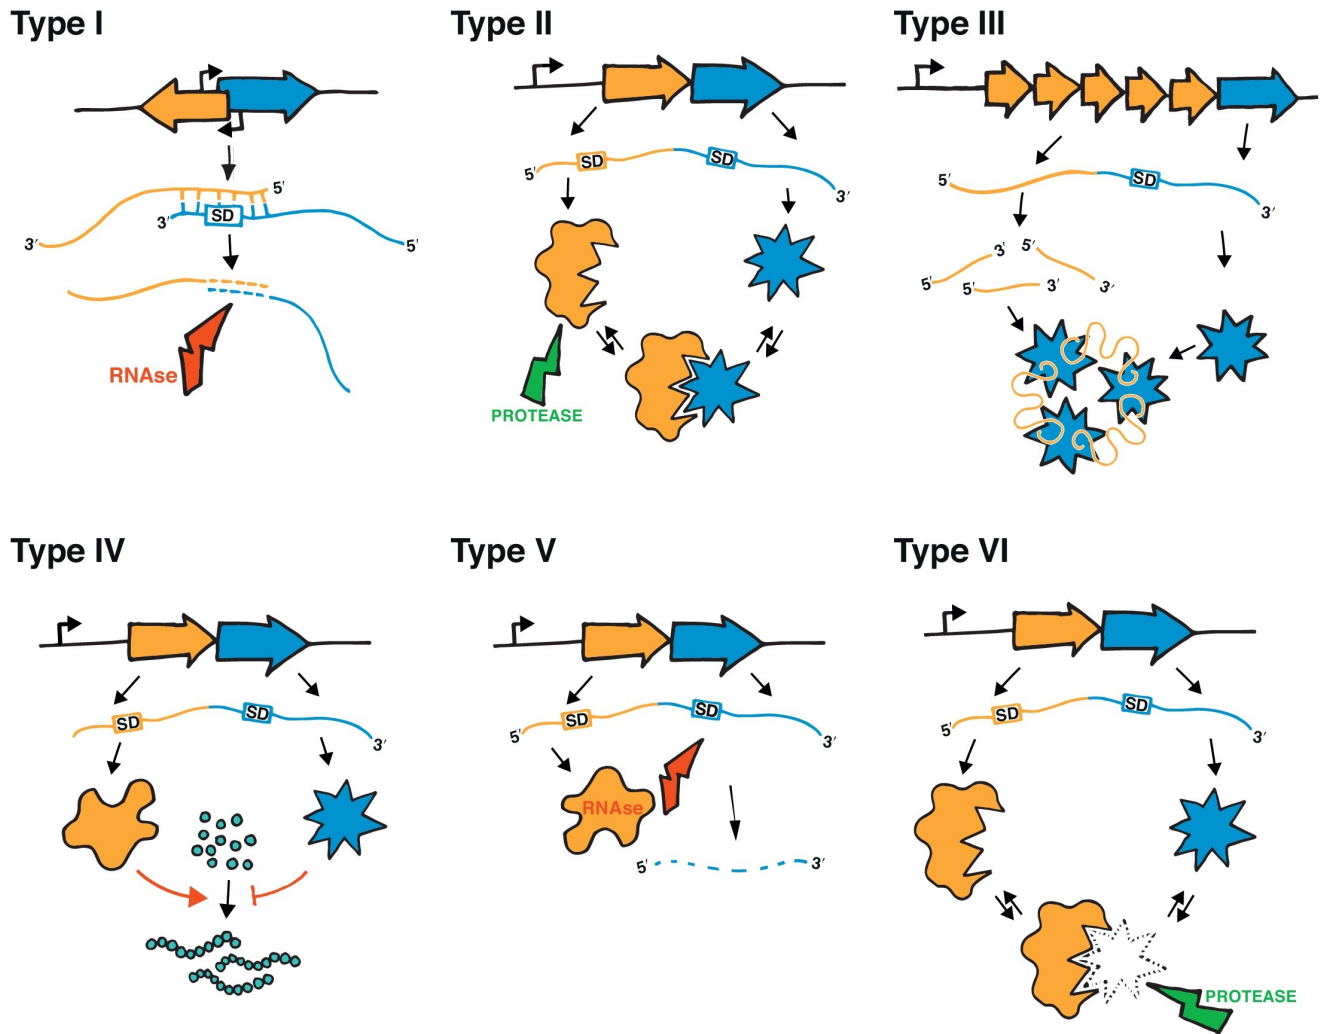 Type I
Type II
Type III
SD
5′
3′
SD
3′
5′
RNAse
5′
SD
SD
3′
PROTEASE
5′
SD
3′
5′
3′
5′
3′
5′
3′
Type IV
Type V
Type VI
SD
SD
3′
5′
SD
SD
3′
RNAse
5′
3′
5′
SD
SD
3′
PROTEASE